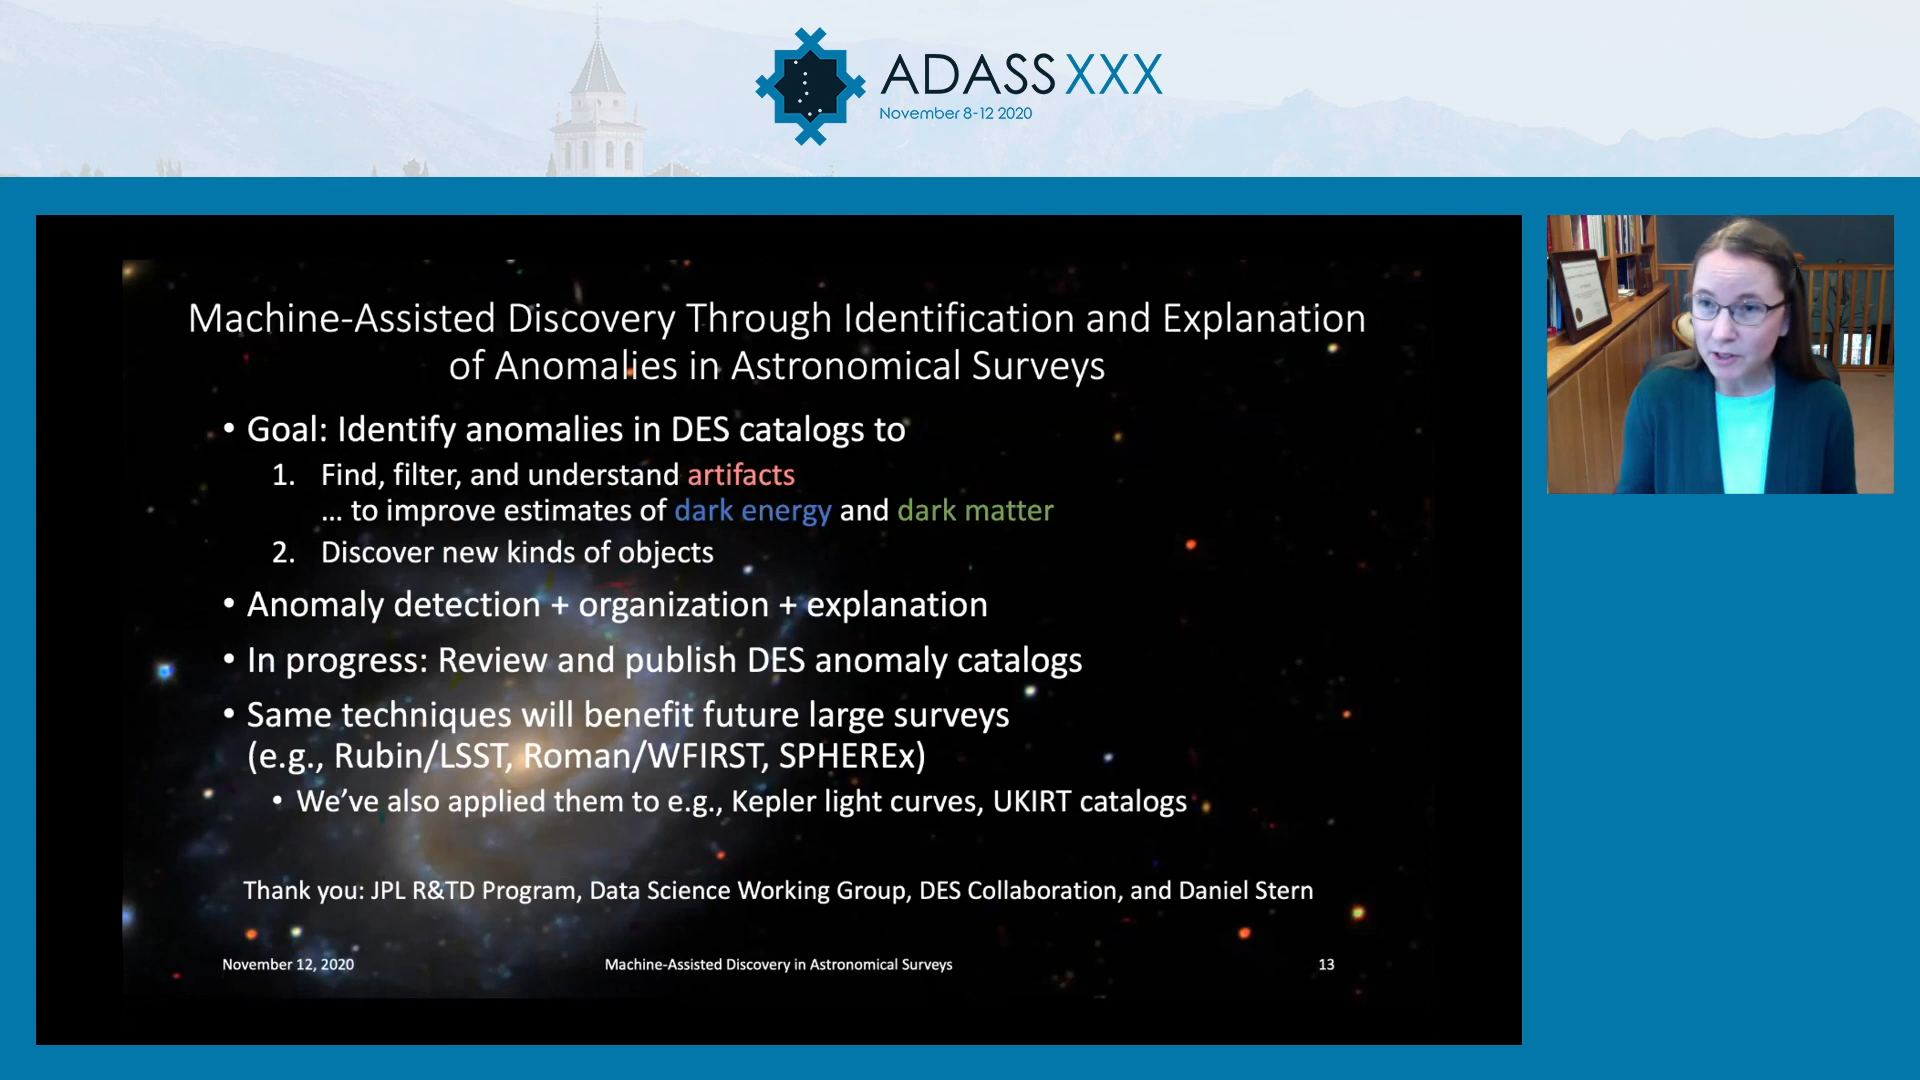 ADASS XXX
November 8-12 2020
Machine-Assisted Discovery Through Identification and Explanation
of Anomalies in Astronomical Surveys
• Goal: Identify anomalies in DES catalogs to
1. Find, filter, and understand artifacts
... to improve estimates of dark energy and dark matter
2. Discover new kinds of objects
• Anomaly detection + organization + explanation
• In progress: Review and publish DES anomaly catalogs
• Same techniques will benefit future large surveys
(e.g., Rubin/LSST, Roman/WFIRST, SPHEREx)
• We’ve also applied them to e.g., Kepler light curves, UKIRT catalogs
Thank you: JPL R&TD Program, Data Science Working Group, DES Collaboration, and Daniel Stern
November 12, 2020
Machine-Assisted Discovery in Astronomical Surveys
13